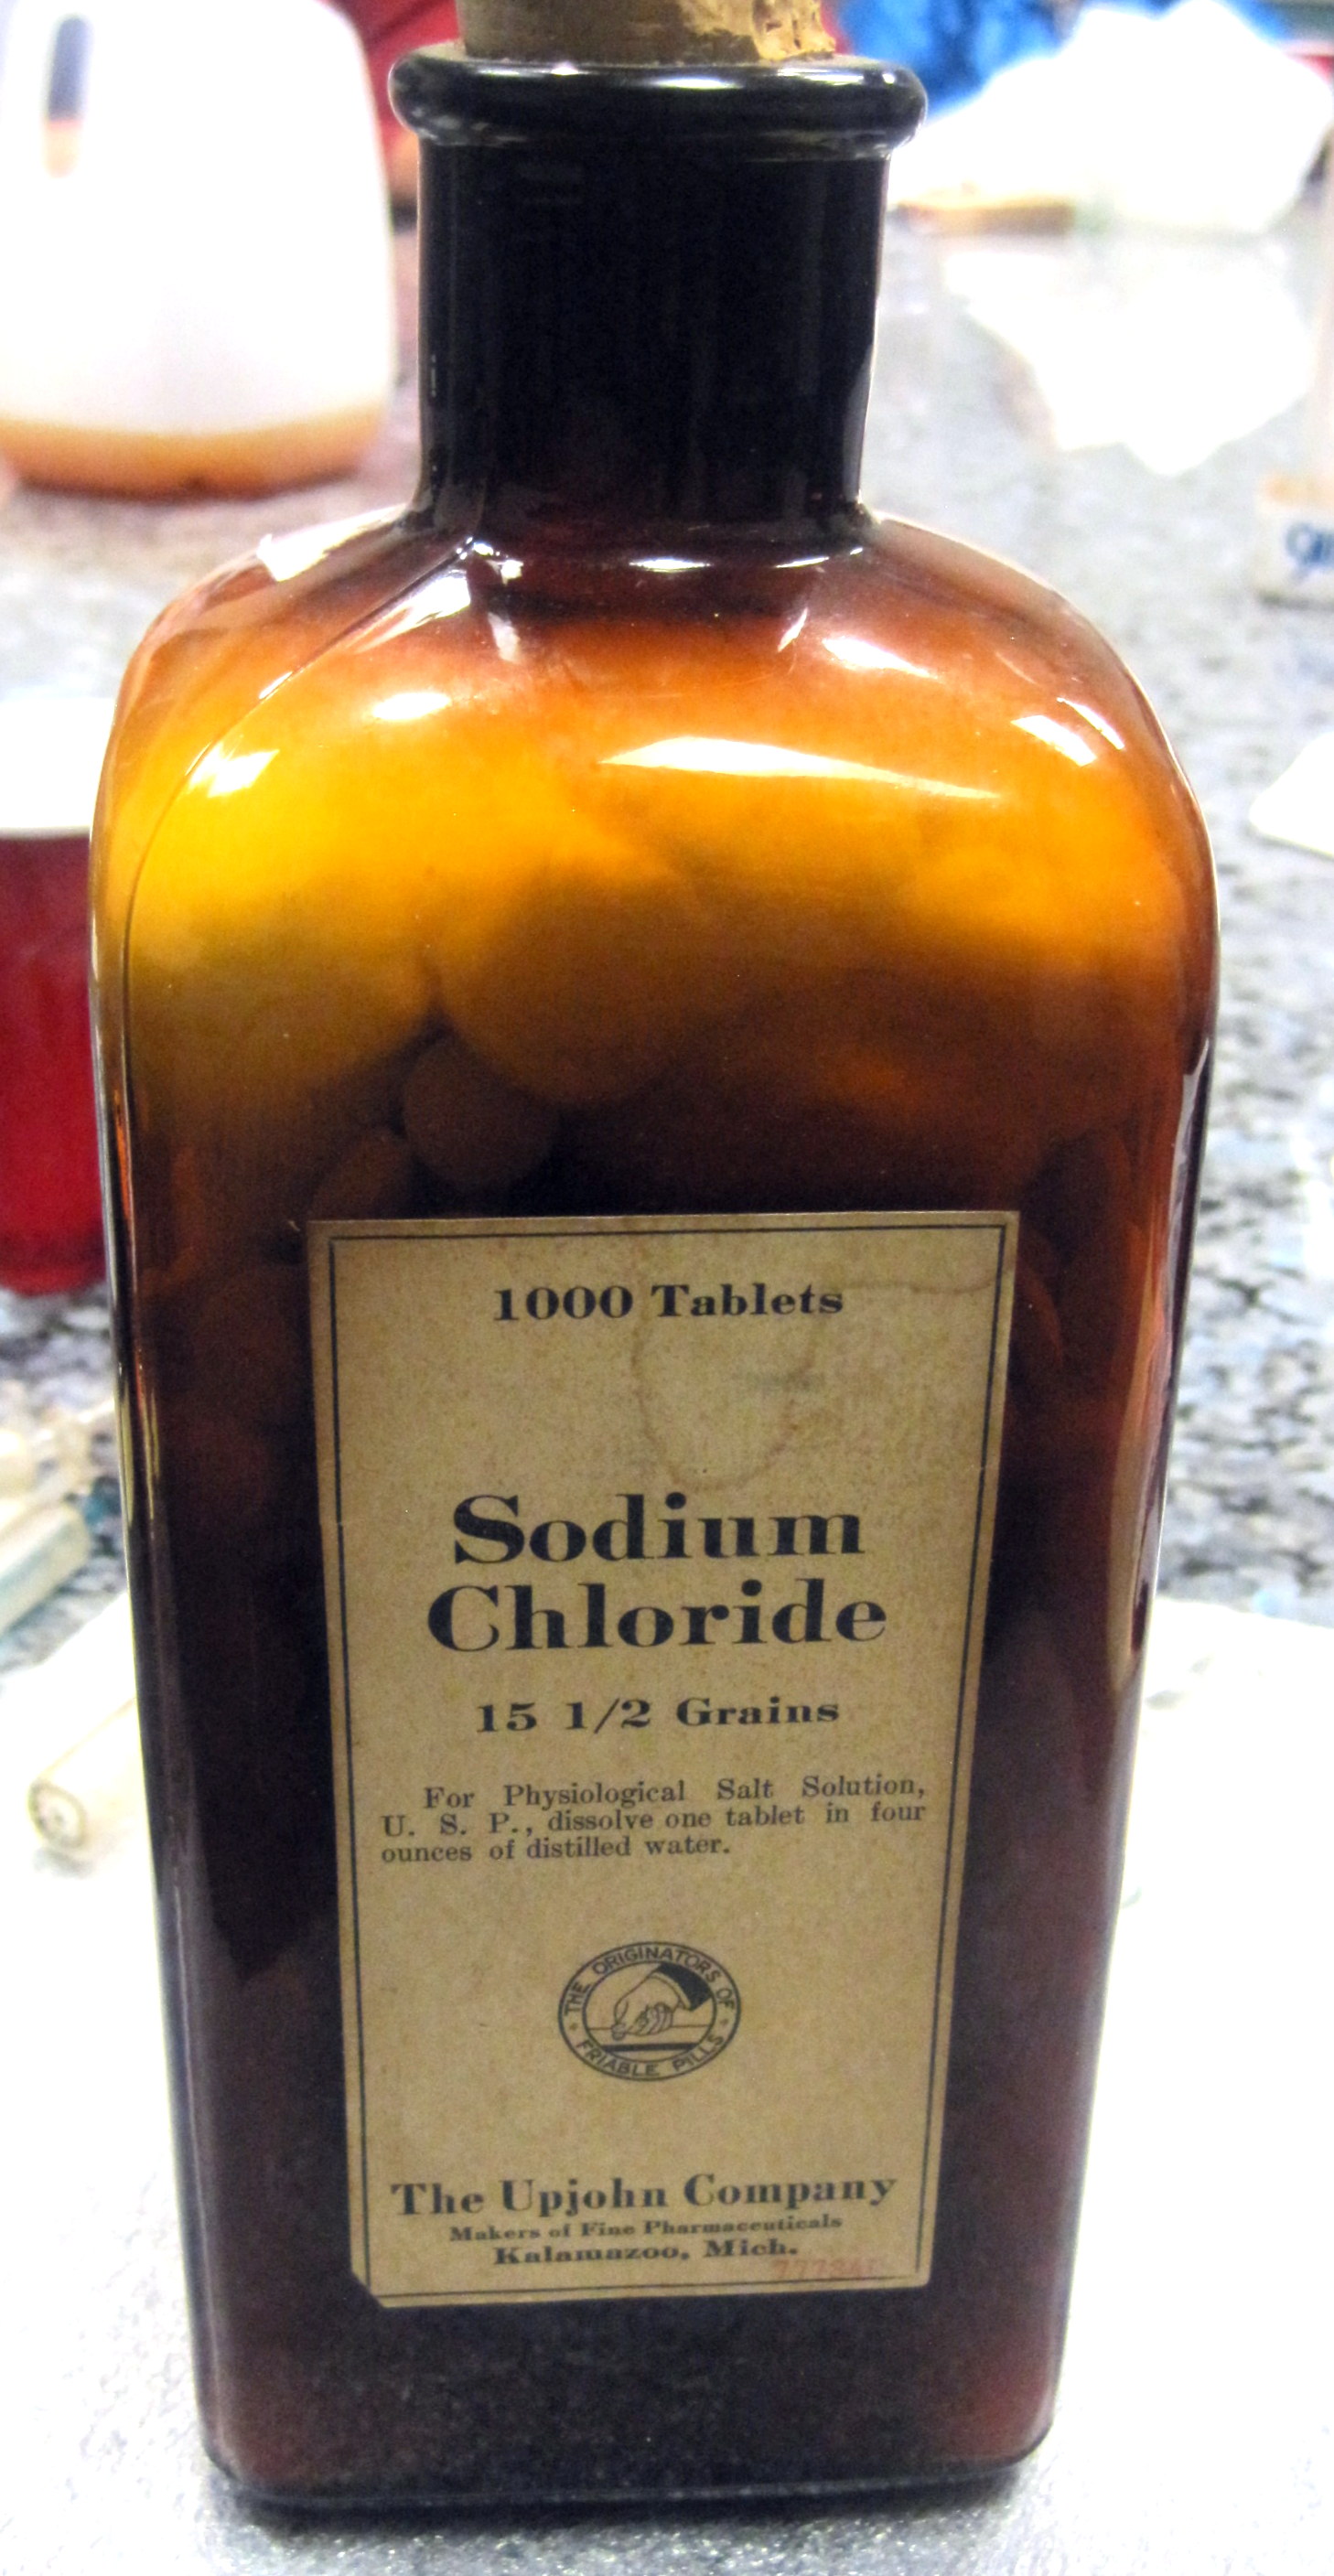 1000 Tablets
Sodium
Chloride
15 1/2 Grains
For Physiological Salt Solution,
U. S. P., dissolve one tablet in four
ounces of distilled water.
THE ORIGINATORS OF
FRIABLE PILLS
The Upjohn Company
Makers of Fine Pharmaceuticals
Kalamazoo, Mich.